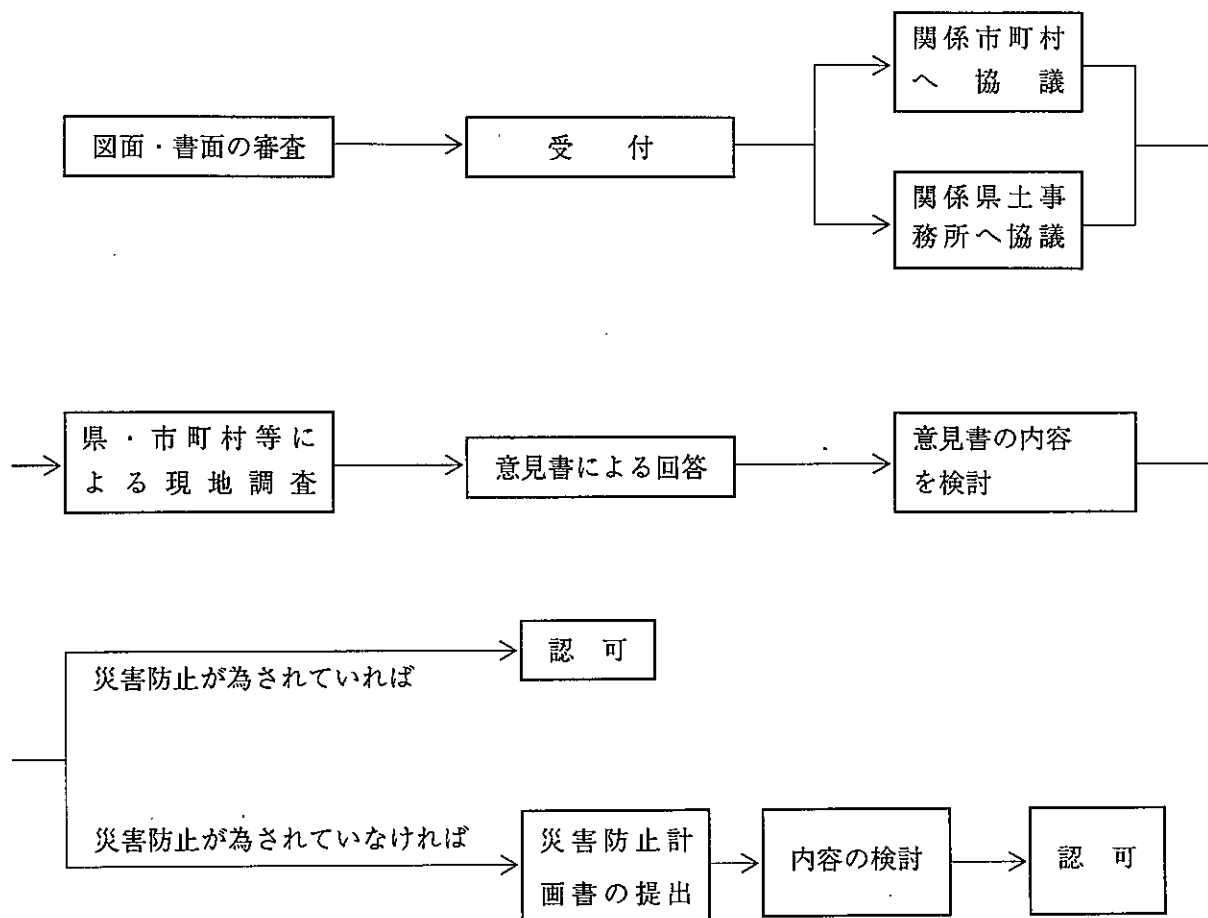 関係市町村
へ協議
図面・書面の審査
受付
関係県土事
務所へ協議
県・市町村等に
よる現地調査
意見書による回答
意見書の内容
を検討
認可
災害防止が為されていれば
災害防止が為されていなければ
災害防止計
画書の提出
内容の検討
認可